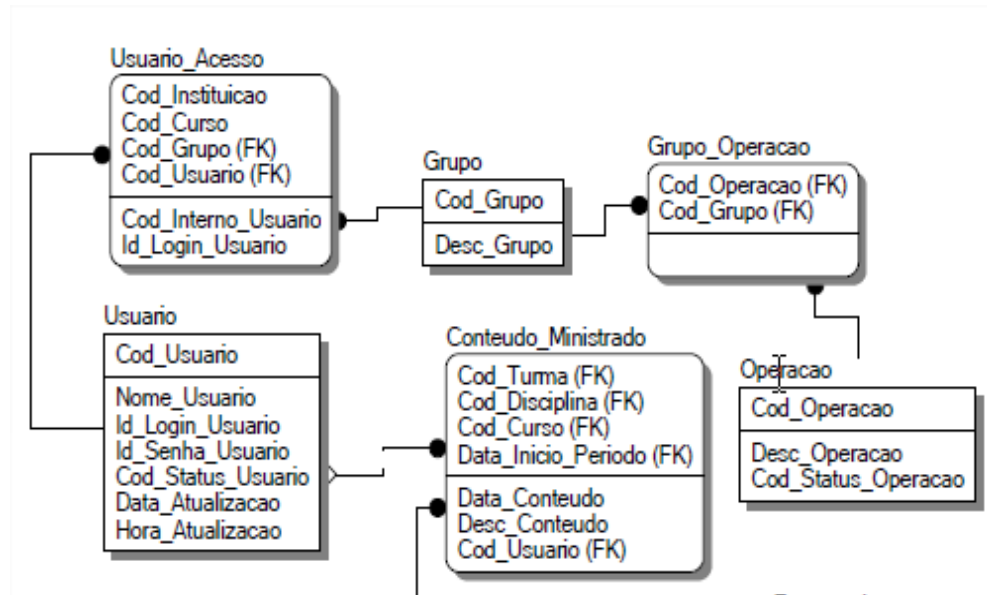 Usuario_Acesso
Cod_Instituicao
Cod_Curso
Cod_Grupo (FK)
Cod_Usuario (FK)
Cod_Interno_Usuario
Id_Login_Usuario
Grupo
Cod_Grupo
Desc_Grupo
Grupo_Operacao
Cod_Operacao (FK)
Cod_Grupo (FK)
Usuario
Cod_Usuario
Nome_Usuario
Id_Login_Usuario
Id_Senha_Usuario
Cod_Status_Usuario
Data_Atualizacao
Hora_Atualizacao
Conteudo_Ministrado
Cod_Turma (FK)
Cod_Disciplina (FK)
Cod_Curso (FK)
Data_Inicio_Periodo (FK)
Data_Conteudo
Desc_Conteudo
Cod_Usuario (FK)
Operacao
Cod_Operacao
Desc_Operacao
Cod_Status_Operacao